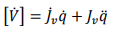 [V̇] = J̇ᵥq̇ + Jᵥq̈